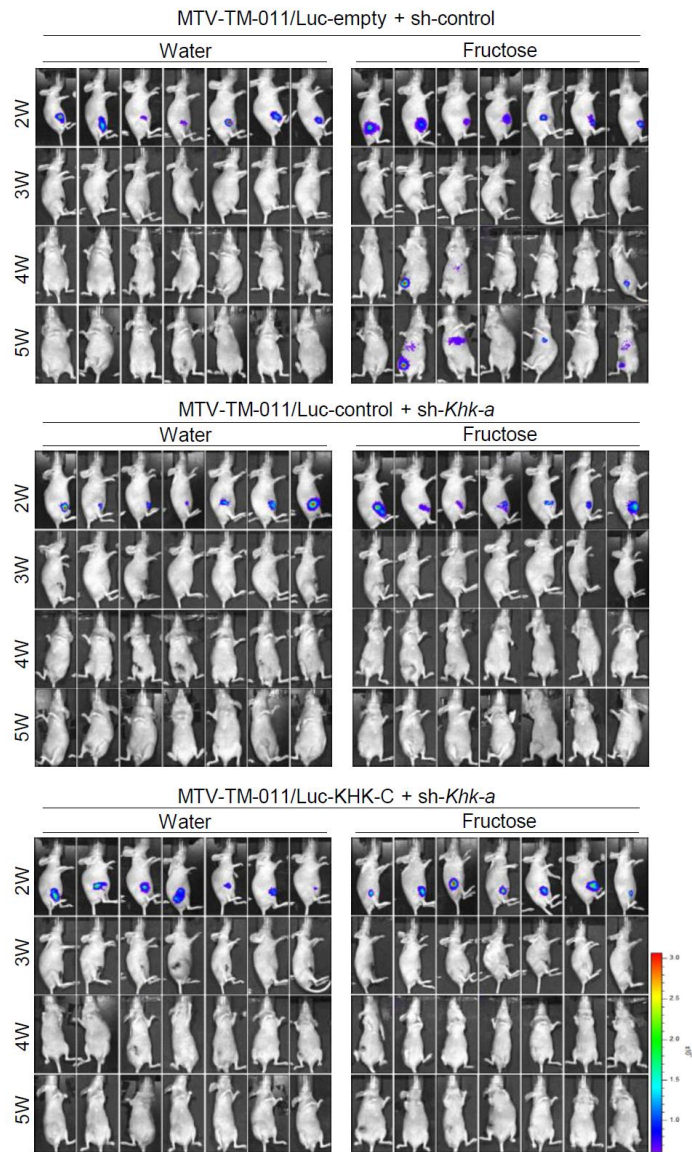 MTV-TM-011/Luc-empty + sh-control
Water Fructose
2W
3W
4W
5W
MTV-TM-011/Luc-control + sh-Khk-a
Water Fructose
2W
3W
4W
5W
MTV-TM-011/Luc-KHK-C + sh-Khk-a
Water Fructose
2W
3W
4W
5W
3.0
2.5
2.0
1.5
1.0